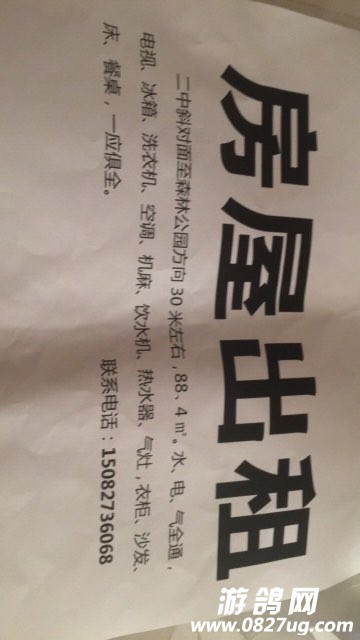 房屋出租
二中斜对面至森林公园方向30米左右,88、4㎡。水、电、气全通,
电视、冰箱、洗衣机、空调、机麻、饮水机、热水器、气灶,衣柜、沙发、
床、餐桌,一应俱全。
联系电话:15082736068
游鸽网
www.0827ug.com